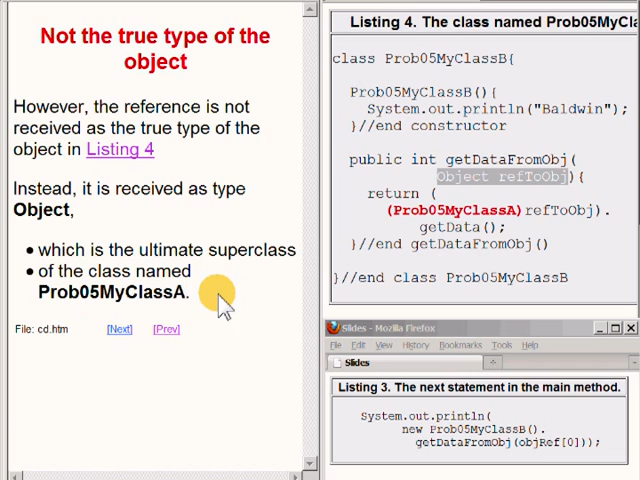 Not the true type of the
object
However, the reference is not
received as the true type of the
object in Listing 4
Instead, it is received as type
Object,
• which is the ultimate superclass
• of the class named
Prob05MyClassA.
File: cd.htm [Next] [Prev]
Listing 4. The class named Prob05MyCla
class Prob05MyClassB{
Prob05MyClassB(){
System.out.println("Baldwin");
}//end constructor
public int getDataFromObj(
Object refToObj){
return (
(Prob05MyClassA)refToObj).
getData();
}//end getDataFromObj()
}//end class Prob05MyClassB
Slides - Mozilla Firefox
File Edit View History Bookmarks Tools Help
Slides
Listing 3. The next statement in the main method.
System.out.println(
new Prob05MyClassB().
getDataFromObj(objRef[0]));